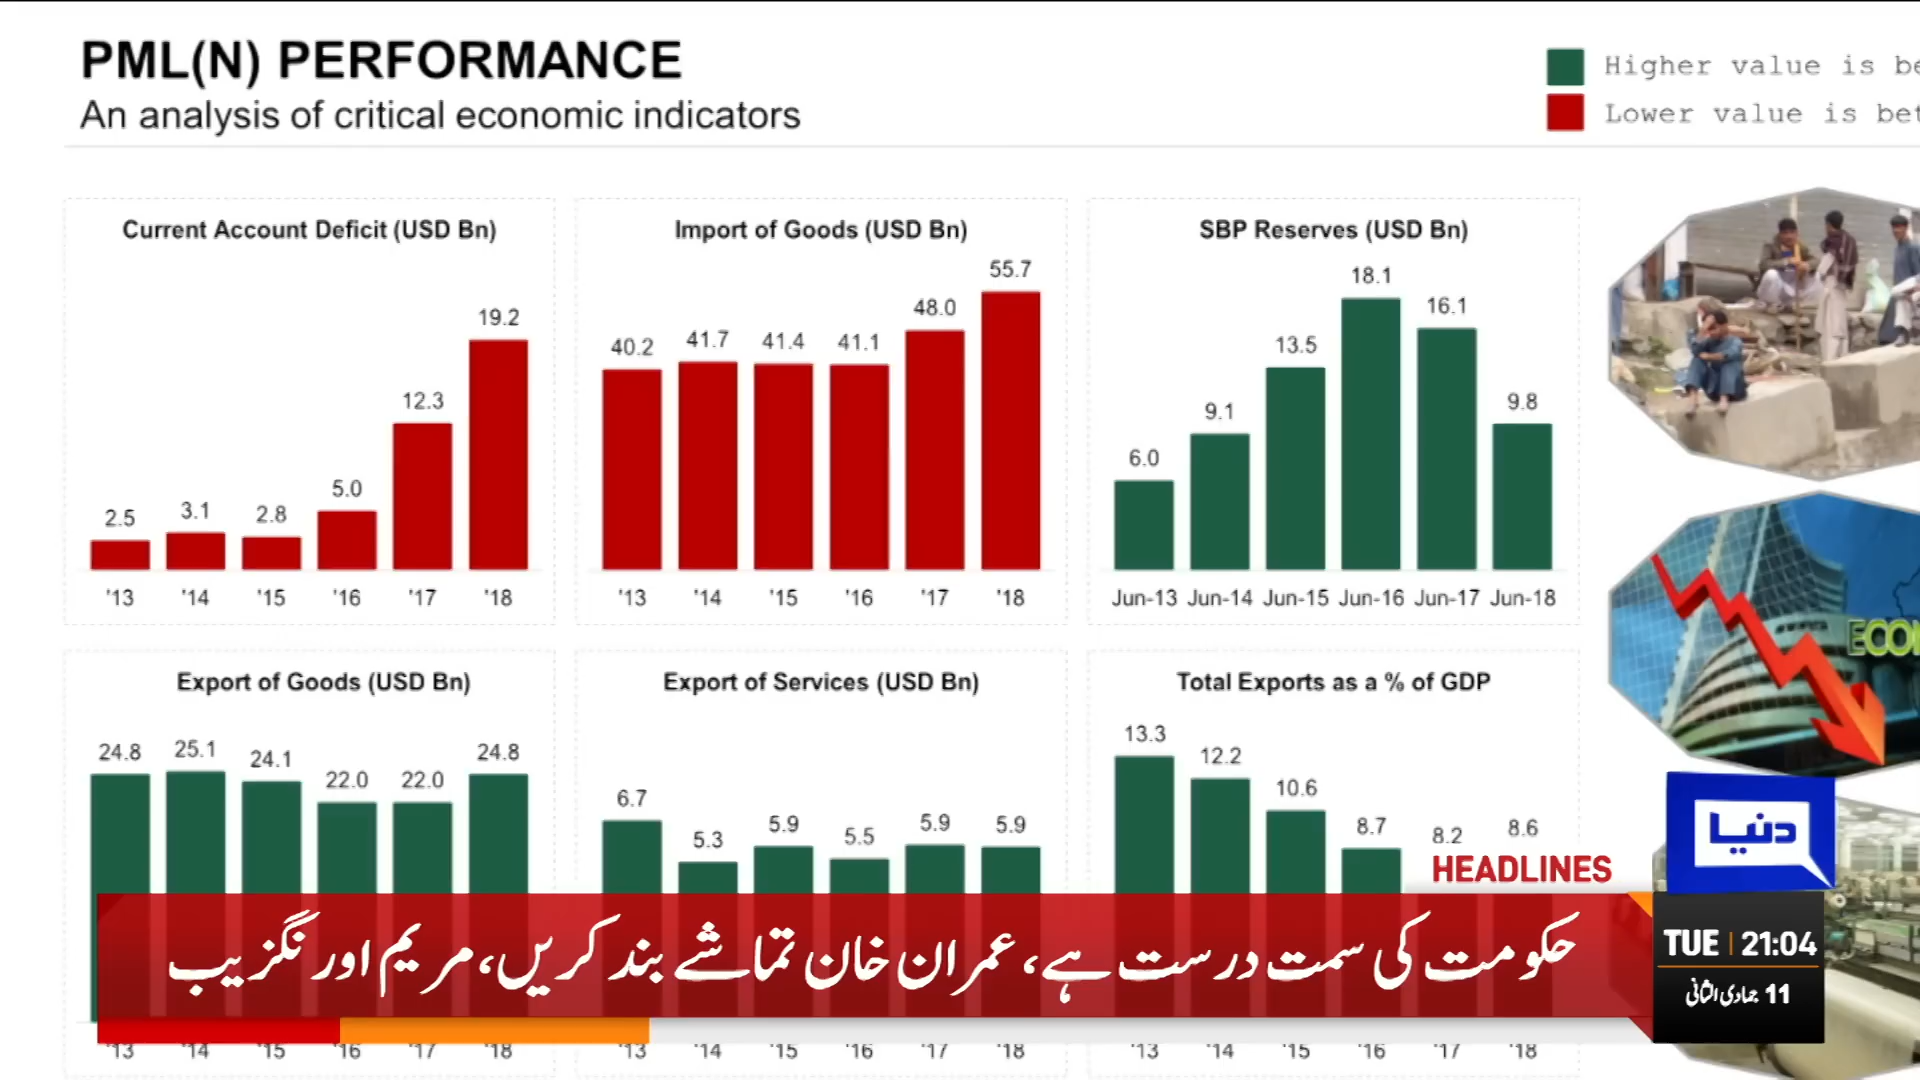 PML(N) PERFORMANCE
An analysis of critical economic indicators
Higher value is
Lower value is
Current Account Deficit (USD Bn)
2.5 3.1 2.8 5.0 12.3 19.2
'13 '14 '15 '16 '17 '18
Import of Goods (USD Bn)
40.2 41.7 41.4 41.1 48.0 55.7
'13 '14 '15 '16 '17 '18
SBP Reserves (USD Bn)
6.0 9.1 13.5 18.1 16.1 9.8
Jun-13 Jun-14 Jun-15 Jun-16 Jun-17 Jun-18
Export of Goods (USD Bn)
24.8 25.1 24.1 22.0 22.0 24.8
'13 '14 '15 '16 '17 '18
Export of Services (USD Bn)
6.7 5.3 5.9 5.5 5.9 5.9
'13 '14 '15 '16 '17 '18
Total Exports as a % of GDP
13.3 12.2 10.6 8.7 8.2 8.6
'13 '14 '15 '16 '17 '18
دنیا
HEADLINES
حکومت کی سمت درست ہے، عمران خان تماشے بند کریں، مریم اورنگزیب
TUE 21:04
11 جمادی الثانی